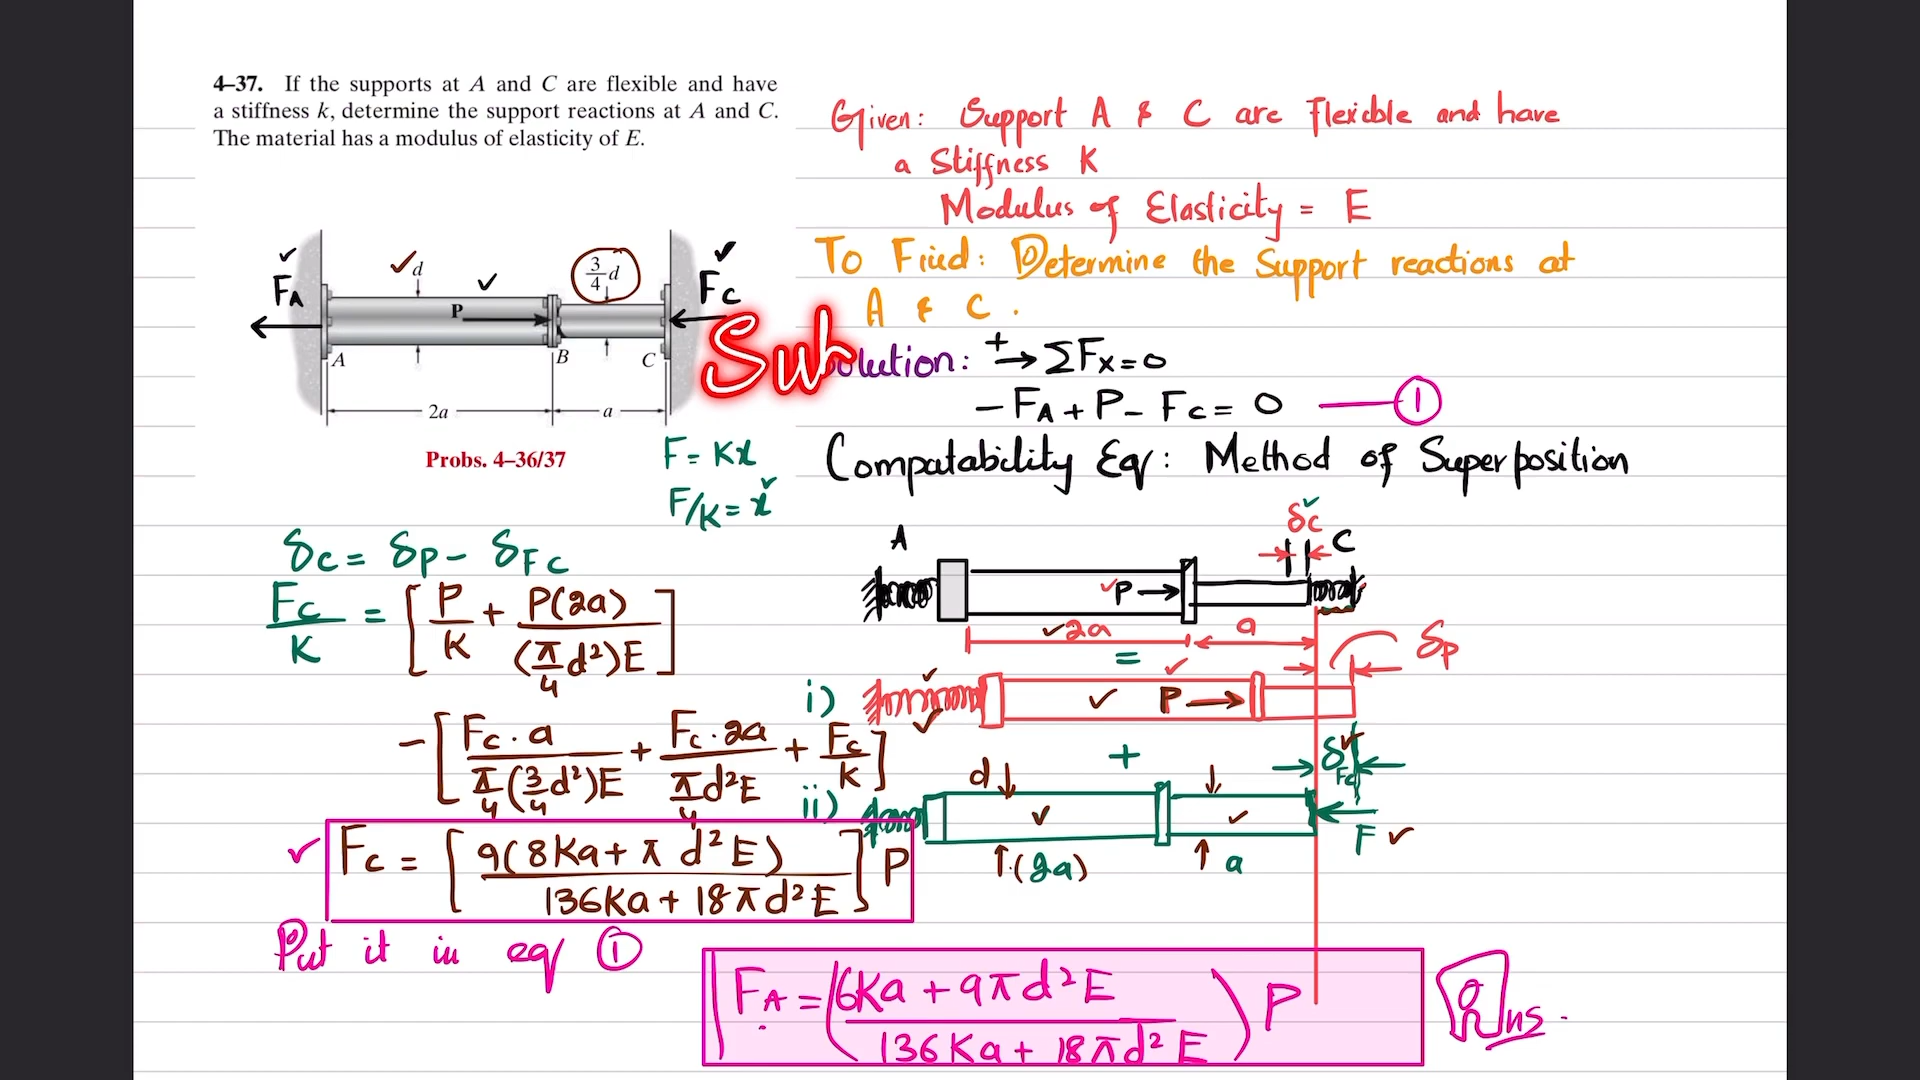 4–37. If the supports at A and C are flexible and have
a stiffness k, determine the support reactions at A and C.
The material has a modulus of elasticity of E.
Given: Support A & C are Flexible and have
a Stiffness K
Modulus of Elasticity = E
To Find: Determine the Support reactions at
A & C.
Solution: +→ ΣFx=0
- FA + P - Fc = 0 —— ①
Compatability Eq: Method of Superposition
FA
d
3/4 d
Fc
P
A
B
C
2a
a
Probs. 4–36/37
Sub
F = Kx
F/K = x
δc = δp - δFc
Fc/K = [P/K + P(2a)/(π/4 d²)E]
- [Fc·a/π/4(3/4d²)E + Fc·2a/π/4d²E + Fc/K]
Fc = [9(8Ka + π d²E)/136Ka + 18πd²E] P
Put it in eq ①
FA = (6Ka + 9πd²E/136Ka + 18πd²E) P
Ans.
A
δc
C
P
2a
a
=
δp
i)
P
+
δFc
d
ii)
F
(2a)
a